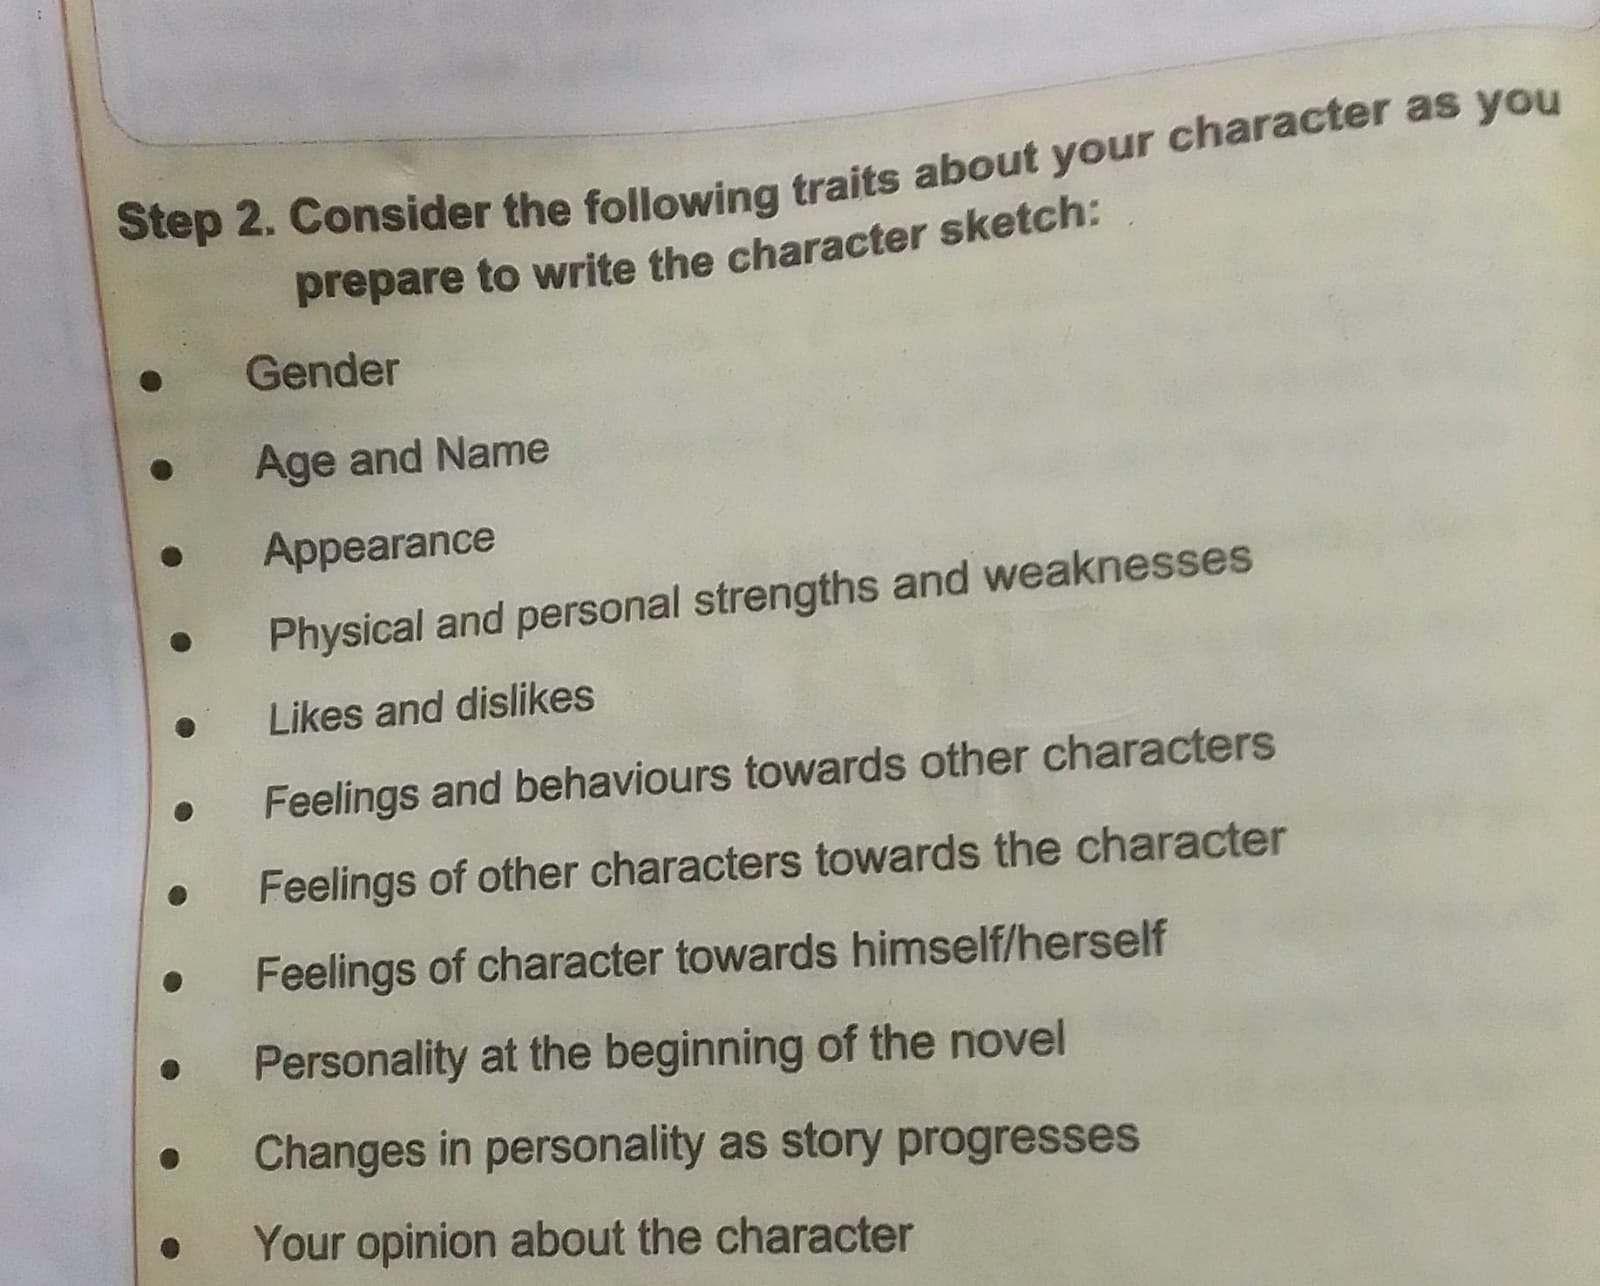 Step 2. Consider the following traits about your character as you
prepare to write the character sketch:
• Gender
• Age and Name
• Appearance
• Physical and personal strengths and weaknesses
• Likes and dislikes
• Feelings and behaviours towards other characters
• Feelings of other characters towards the character
• Feelings of character towards himself/herself
• Personality at the beginning of the novel
• Changes in personality as story progresses
• Your opinion about the character